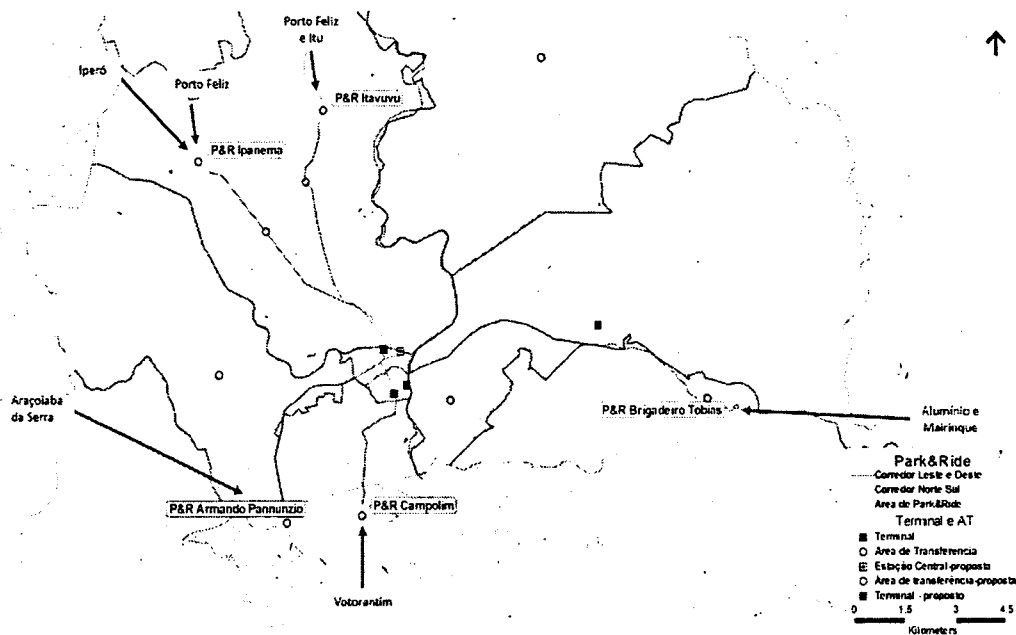 Porto Feliz
e Itu
Iperó
Porto Feliz
P&R Itavuvu
P&R Ipanema
Araçoiaba
da Serra
P&R Brigadeiro Tobias
Alumínio e
Mairinque
P&R Armando Pannunzio
P&R Campolim
Votorantim
Park&Ride
Corredor Leste e Oeste
Corredor Norte Sul
Area de Park&Ride
Terminal e AT
Terminal
Area de Transferencia
Estação Central-proposta
Área de transferência-proposta
Terminal - proposto
0 1.5 3 4.5
Kilometers